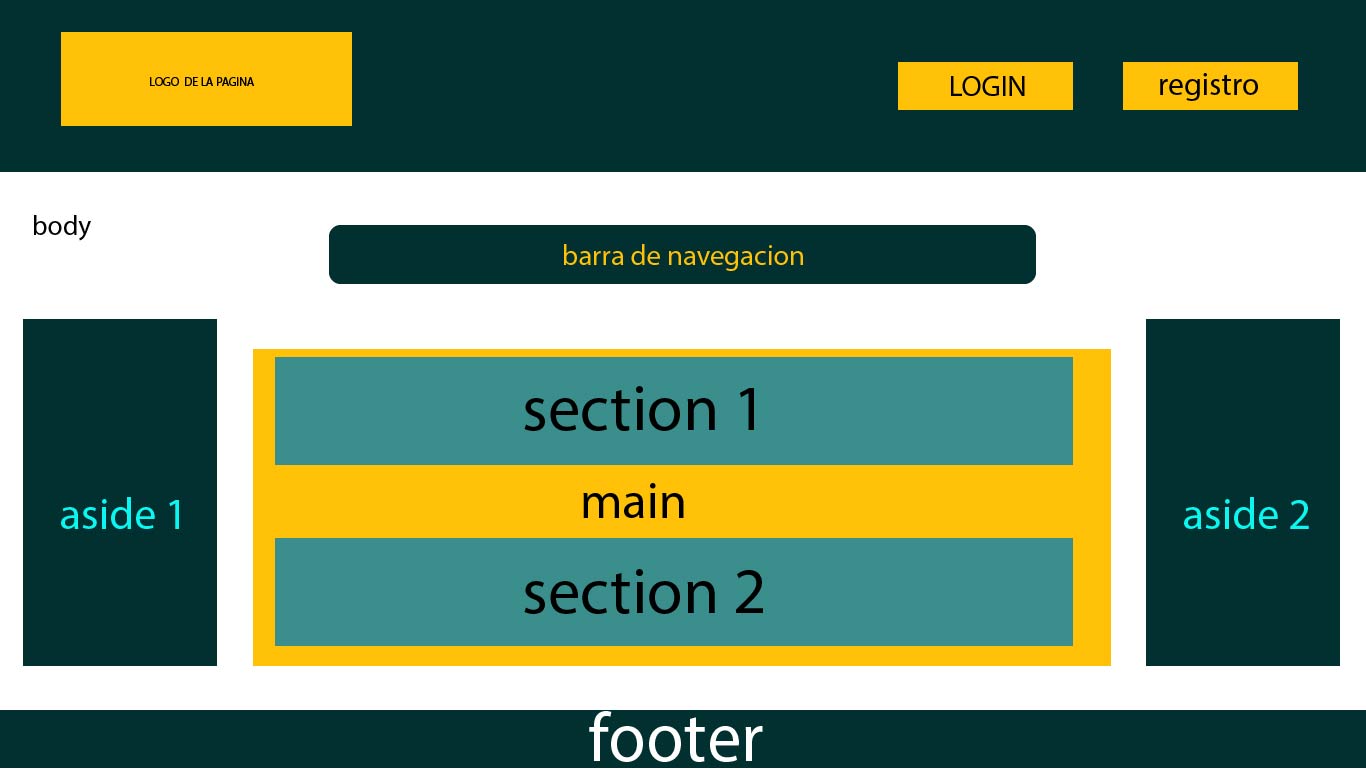 LOGO DE LA PAGINA
LOGIN
registro
body
barra de navegacion
section 1
aside 1
main
aside 2
section 2
footer